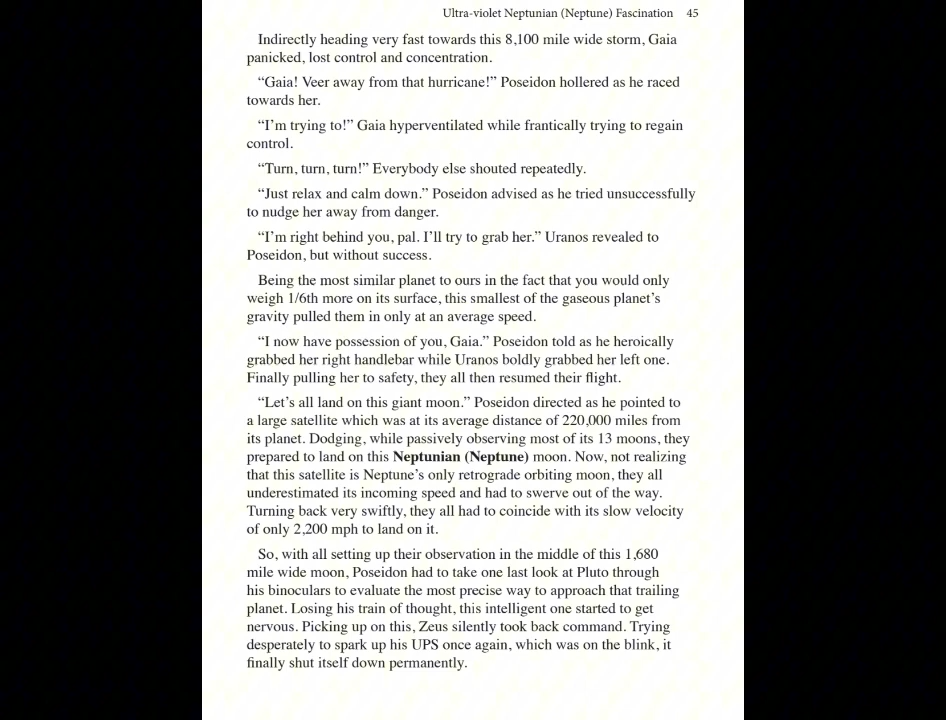 Ultra-violet Neptunian (Neptune) Fascination 45
Indirectly heading very fast towards this 8,100 mile wide storm, Gaia
panicked, lost control and concentration.
“Gaia! Veer away from that hurricane!” Poseidon hollered as he raced
towards her.
“I’m trying to!” Gaia hyperventilated while frantically trying to regain
control.
“Turn, turn, turn!” Everybody else shouted repeatedly.
“Just relax and calm down.” Poseidon advised as he tried unsuccessfully
to nudge her away from danger.
“I’m right behind you, pal. I’ll try to grab her.” Uranos revealed to
Poseidon, but without success.
Being the most similar planet to ours in the fact that you would only
weigh 1/6th more on its surface, this smallest of the gaseous planet’s
gravity pulled them in only at an average speed.
“I now have possession of you, Gaia.” Poseidon told as he heroically
grabbed her right handlebar while Uranos boldly grabbed her left one.
Finally pulling her to safety, they all then resumed their flight.
“Let’s all land on this giant moon.” Poseidon directed as he pointed to
a large satellite which was at its average distance of 220,000 miles from
its planet. Dodging, while passively observing most of its 13 moons, they
prepared to land on this Neptunian (Neptune) moon. Now, not realizing
that this satellite is Neptune’s only retrograde orbiting moon, they all
underestimated its incoming speed and had to swerve out of the way.
Turning back very swiftly, they all had to coincide with its slow velocity
of only 2,200 mph to land on it.
So, with all setting up their observation in the middle of this 1,680
mile wide moon, Poseidon had to take one last look at Pluto through
his binoculars to evaluate the most precise way to approach that trailing
planet. Losing his train of thought, this intelligent one started to get
nervous. Picking up on this, Zeus silently took back command. Trying
desperately to spark up his UPS once again, which was on the blink, it
finally shut itself down permanently.